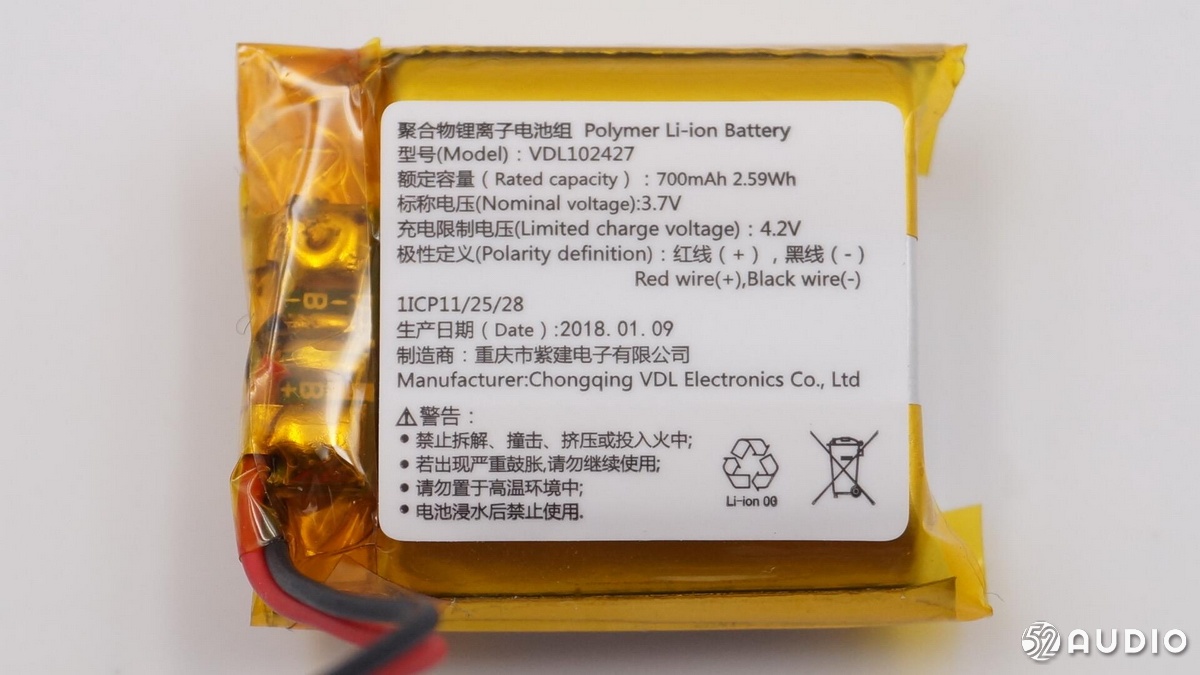 聚合物锂离子电池组 Polymer Li-ion Battery
型号(Model)：VDL102427
额定容量（Rated capacity）：700mAh 2.59Wh
标称电压(Nominal voltage):3.7V
充电限制电压(Limited charge voltage)：4.2V
极性定义(Polarity definition)：红线（+），黑线（-）
Red wire(+),Black wire(-)
1ICP11/25/28
生产日期（Date）:2018. 01. 09
制造商：重庆市紫建电子有限公司
Manufacturer:Chongqing VDL Electronics Co., Ltd
⚠警告：
• 禁止拆解、撞击、挤压或投入火中;
• 若出现严重鼓胀,请勿继续使用;
• 请勿置于高温环境中;
• 电池浸水后禁止使用.
Li-ion 00
B-
B+
52 AUDIO